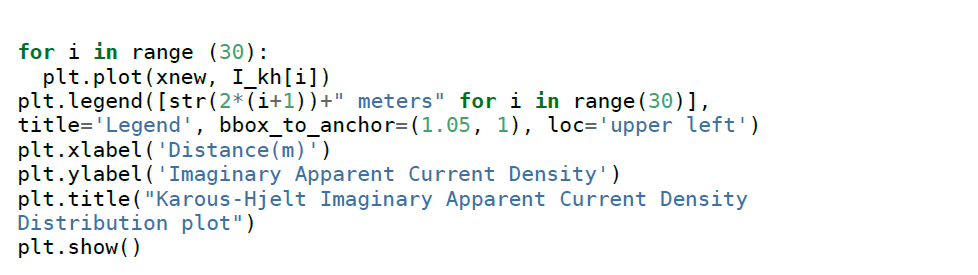 for i in range (30):
  plt.plot(xnew, I_kh[i])
plt.legend([str(2*(i+1))+" meters" for i in range(30)],
title='Legend', bbox_to_anchor=(1.05, 1), loc='upper left')
plt.xlabel('Distance(m)')
plt.ylabel('Imaginary Apparent Current Density')
plt.title("Karous-Hjelt Imaginary Apparent Current Density
Distribution plot")
plt.show()